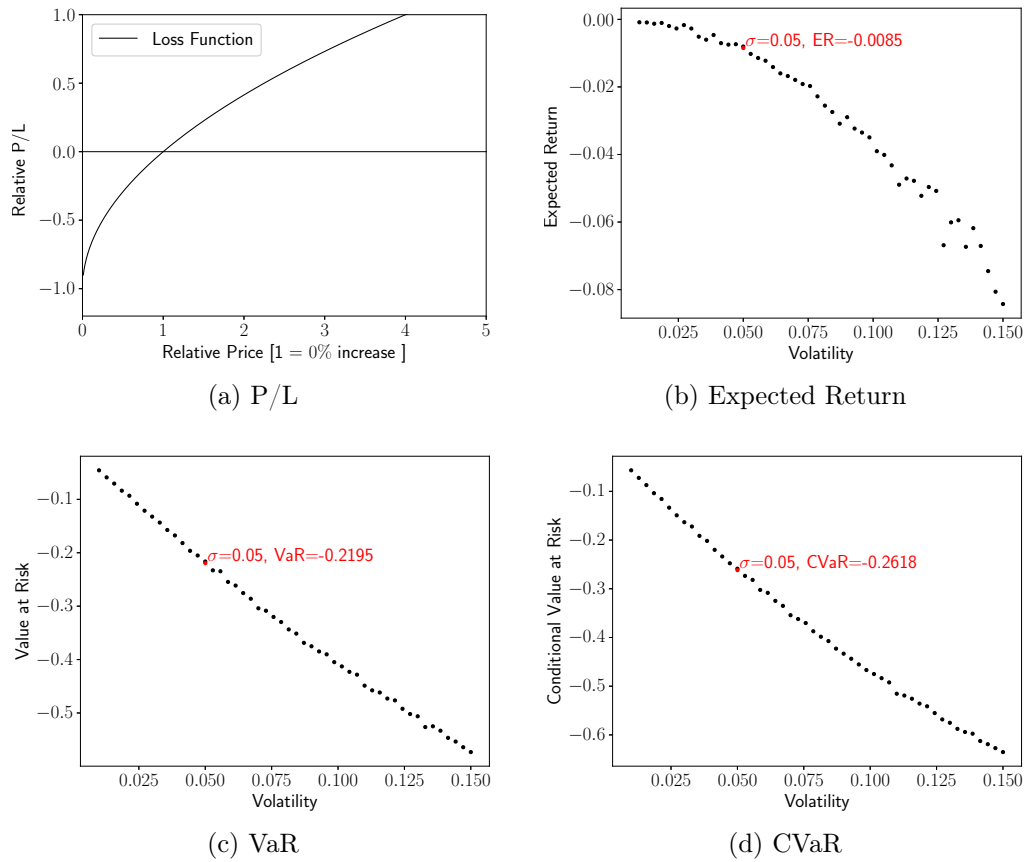 1.0
0.5
0.0
−0.5
−1.0
Relative P/L
Loss Function
0 1 2 3 4 5
Relative Price [1 = 0% increase ]
(a) P/L
0.00
−0.02
−0.04
−0.06
−0.08
Expected Return
σ=0.05, ER=-0.0085
0.025 0.050 0.075 0.100 0.125 0.150
Volatility
(b) Expected Return
−0.1
−0.2
−0.3
−0.4
−0.5
Value at Risk
σ=0.05, VaR=-0.2195
0.025 0.050 0.075 0.100 0.125 0.150
Volatility
(c) VaR
−0.1
−0.2
−0.3
−0.4
−0.5
−0.6
Conditional Value at Risk
σ=0.05, CVaR=-0.2618
0.025 0.050 0.075 0.100 0.125 0.150
Volatility
(d) CVaR